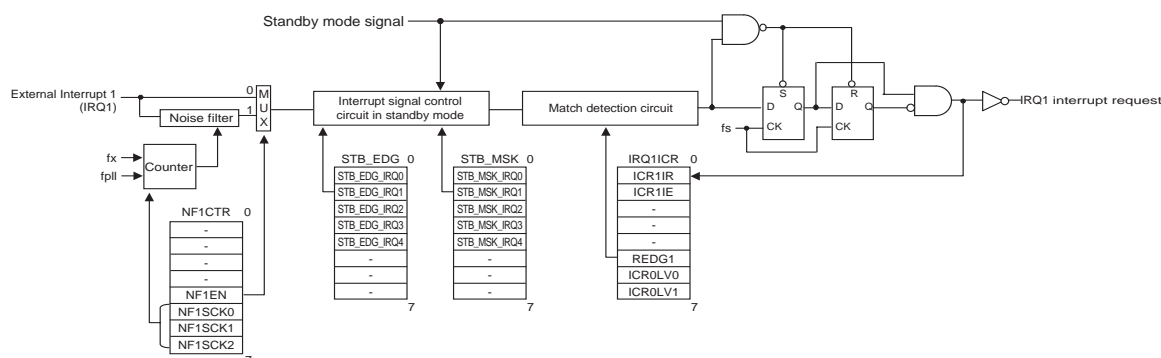 Standby mode signal
External Interrupt 1
(IRQ1)
0
1
M
U
X
Noise filter
Interrupt signal control
circuit in standby mode
Match detection circuit
S
D
Q
CK
R
D
Q
CK
fs
IRQ1 interrupt request
fx
fpll
Counter
NF1CTR 0
-
-
-
-
NF1EN
NF1SCK0
NF1SCK1
NF1SCK2
7
STB_EDG 0
STB_EDG_IRQ0
STB_EDG_IRQ1
STB_EDG_IRQ2
STB_EDG_IRQ3
STB_EDG_IRQ4
-
-
-
7
STB_MSK 0
STB_MSK_IRQ0
STB_MSK_IRQ1
STB_MSK_IRQ2
STB_MSK_IRQ3
STB_MSK_IRQ4
-
-
-
7
IRQ1ICR 0
ICR1IR
ICR1IE
-
-
-
REDG1
ICR0LV0
ICR0LV1
7